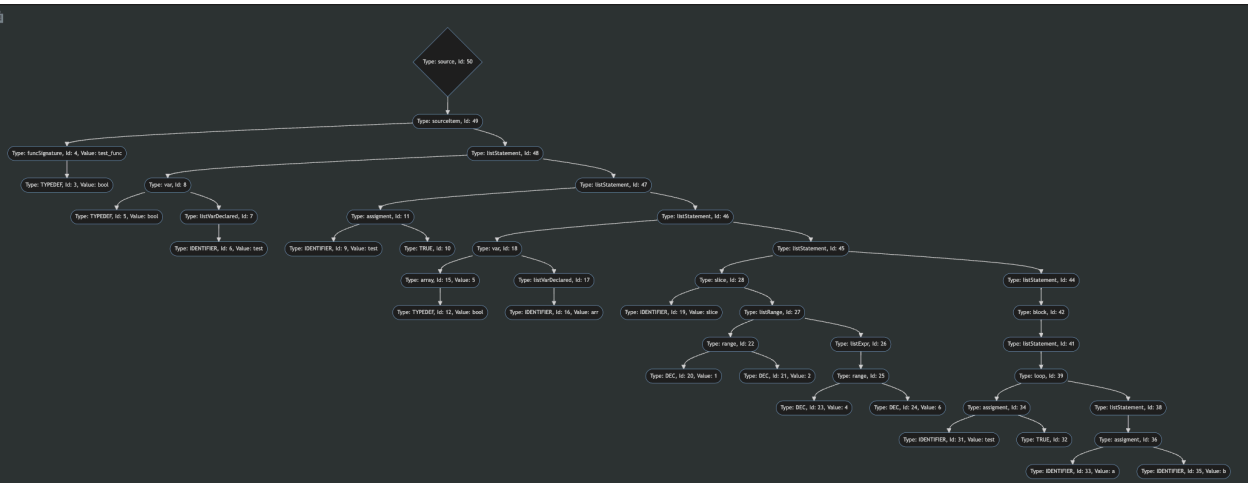 Type: source, Id: 50
Type: sourceItem, Id: 49
Type: funcSignature, Id: 4, Value: test_func
Type: listStatement, Id: 48
Type: TYPEDEF, Id: 3, Value: bool
Type: var, Id: 8
Type: listStatement, Id: 47
Type: TYPEDEF, Id: 5, Value: bool
Type: listVarDeclared, Id: 7
Type: assigment, Id: 11
Type: listStatement, Id: 46
Type: IDENTIFIER, Id: 6, Value: test
Type: IDENTIFIER, Id: 9, Value: test
Type: TRUE, Id: 10
Type: var, Id: 18
Type: listStatement, Id: 45
Type: array, Id: 15, Value: 5
Type: listVarDeclared, Id: 17
Type: slice, Id: 28
Type: listStatement, Id: 44
Type: TYPEDEF, Id: 12, Value: bool
Type: IDENTIFIER, Id: 16, Value: arr
Type: IDENTIFIER, Id: 19, Value: slice
Type: listRange, Id: 27
Type: block, Id: 42
Type: range, Id: 22
Type: listExpr, Id: 26
Type: listStatement, Id: 41
Type: DEC, Id: 20, Value: 1
Type: DEC, Id: 21, Value: 2
Type: range, Id: 25
Type: loop, Id: 39
Type: DEC, Id: 23, Value: 4
Type: DEC, Id: 24, Value: 6
Type: assigment, Id: 34
Type: listStatement, Id: 38
Type: IDENTIFIER, Id: 31, Value: test
Type: TRUE, Id: 32
Type: assigment, Id: 36
Type: IDENTIFIER, Id: 33, Value: a
Type: IDENTIFIER, Id: 35, Value: b